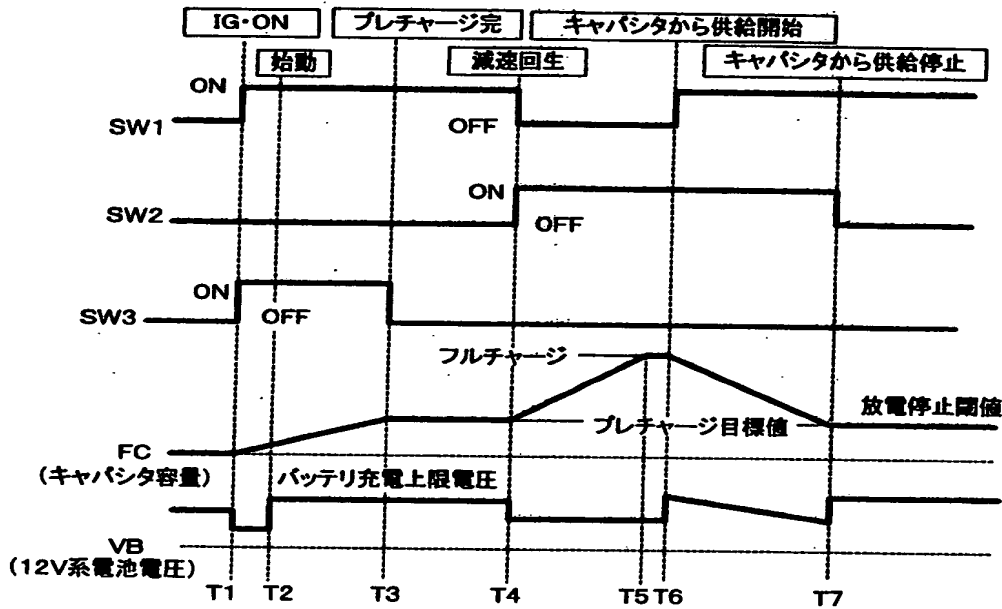 IG・ON
プレチャージ完
キャパシタから供給開始
始動
減速回生
キャパシタから供給停止
ON
SW1
OFF
ON
SW2
OFF
ON
SW3
OFF
フルチャージ
放電停止閾値
プレチャージ目標値
FC
(キャパシタ容量)
バッテリ充電上限電圧
VB
(12V系電池電圧)
T1
T2
T3
T4
T5
T6
T7